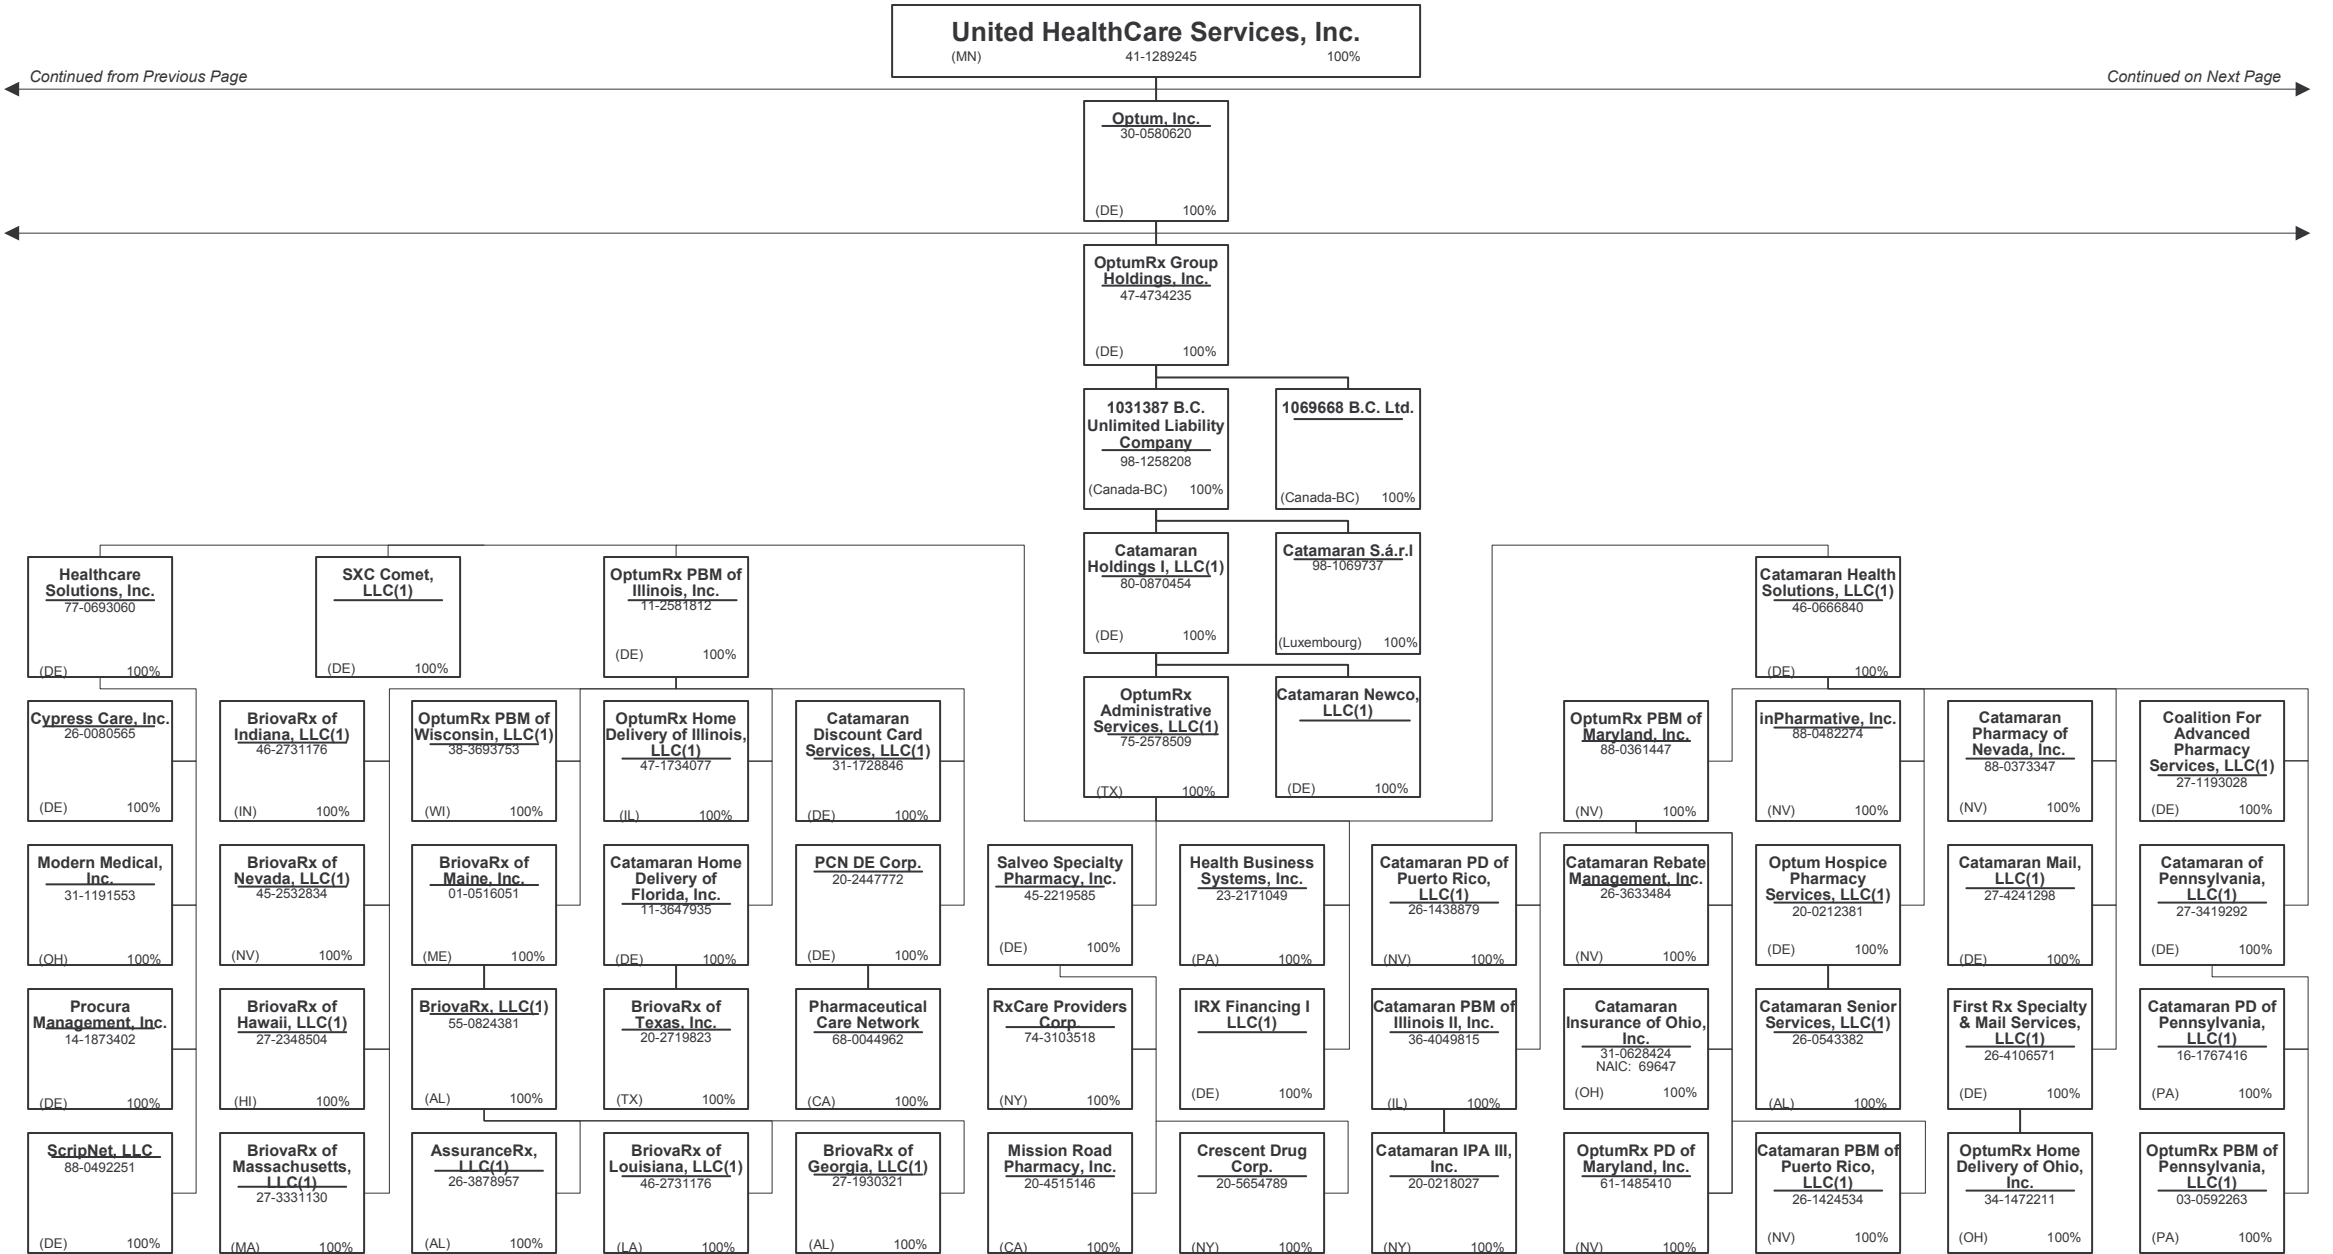 United HealthCare Services, Inc.
(MN) 41-1289245 100%
Continued from Previous Page
Continued on Next Page
Optum, Inc.
30-0580620
(DE) 100%
OptumRx Group
Holdings, Inc.
47-4734235
(DE) 100%
1031387 B.C.
Unlimited Liability
Company
98-1258208
(Canada-BC) 100%
1069668 B.C. Ltd.
(Canada-BC) 100%
Healthcare
Solutions, Inc.
77-0693060
(DE) 100%
SXC Comet,
LLC(1)
(DE) 100%
OptumRx PBM of
Illinois, Inc.
11-2581812
(DE) 100%
Catamaran
Holdings I, LLC(1)
80-0870454
(DE) 100%
Catamaran S.á.r.l
98-1069737
(Luxembourg) 100%
Catamaran Health
Solutions, LLC(1)
46-0666840
(DE) 100%
Cypress Care, Inc.
26-0080565
(DE) 100%
BriovaRx of
Indiana, LLC(1)
46-2731176
(IN) 100%
OptumRx PBM of
Wisconsin, LLC(1)
38-3693753
(WI) 100%
OptumRx Home
Delivery of Illinois,
LLC(1)
47-1734077
(IL) 100%
Catamaran
Discount Card
Services, LLC(1)
31-1728846
(DE) 100%
OptumRx
Administrative
Services, LLC(1)
75-2578509
(TX) 100%
Catamaran Newco,
LLC(1)
(DE) 100%
OptumRx PBM of
Maryland, Inc.
88-0361447
(NV) 100%
inPharmative, Inc.
88-0482274
(NV) 100%
Catamaran
Pharmacy of
Nevada, Inc.
88-0373347
(NV) 100%
Coalition For
Advanced
Pharmacy
Services, LLC(1)
27-1193028
(DE) 100%
Modern Medical,
Inc.
31-1191553
(OH) 100%
BriovaRx of
Nevada, LLC(1)
45-2532834
(NV) 100%
BriovaRx of
Maine, Inc.
01-0516051
(ME) 100%
Catamaran Home
Delivery of
Florida, Inc.
11-3647935
(DE) 100%
PCN DE Corp.
20-2447772
(DE) 100%
Salveo Specialty
Pharmacy, Inc.
45-2219585
(DE) 100%
Health Business
Systems, Inc.
23-2171049
(PA) 100%
Catamaran PD of
Puerto Rico,
LLC(1)
26-1438879
(NV) 100%
Catamaran Rebate
Management, Inc.
26-3633484
(NV) 100%
Optum Hospice
Pharmacy
Services, LLC(1)
20-0212381
(DE) 100%
Catamaran Mail,
LLC(1)
27-4241298
(DE) 100%
Catamaran of
Pennsylvania,
LLC(1)
27-3419292
(DE) 100%
Procura
Management, Inc.
14-1873402
(DE) 100%
BriovaRx of
Hawaii, LLC(1)
27-2348504
(HI) 100%
BriovaRx, LLC(1)
55-0824381
(AL) 100%
BriovaRx of
Texas, Inc.
20-2719823
(TX) 100%
Pharmaceutical
Care Network
68-0044962
(CA) 100%
RxCare Providers
Corp.
74-3103518
(NY) 100%
IRX Financing I
LLC(1)
(DE) 100%
Catamaran PBM of
Illinois II, Inc.
36-4049815
(IL) 100%
Catamaran
Insurance of Ohio,
Inc.
31-0628424
NAIC: 69647
(OH) 100%
Catamaran Senior
Services, LLC(1)
26-0543382
(AL) 100%
First Rx Specialty
& Mail Services,
LLC(1)
26-4106571
(DE) 100%
Catamaran PD of
Pennsylvania,
LLC(1)
16-1767416
(PA) 100%
ScripNet, LLC
88-0492251
(DE) 100%
BriovaRx of
Massachusetts,
LLC(1)
27-3331130
(MA) 100%
AssuranceRx,
LLC(1)
26-3878957
(AL) 100%
BriovaRx of
Louisiana, LLC(1)
46-2731176
(LA) 100%
BriovaRx of
Georgia, LLC(1)
27-1930321
(AL) 100%
Mission Road
Pharmacy, Inc.
20-4515146
(CA) 100%
Crescent Drug
Corp.
20-5654789
(NY) 100%
Catamaran IPA III,
Inc.
20-0218027
(NY) 100%
OptumRx PD of
Maryland, Inc.
61-1485410
(NV) 100%
Catamaran PBM of
Puerto Rico,
LLC(1)
26-1424534
(NV) 100%
OptumRx Home
Delivery of Ohio,
Inc.
34-1472211
(OH) 100%
OptumRx PBM of
Pennsylvania,
LLC(1)
03-0592263
(PA) 100%